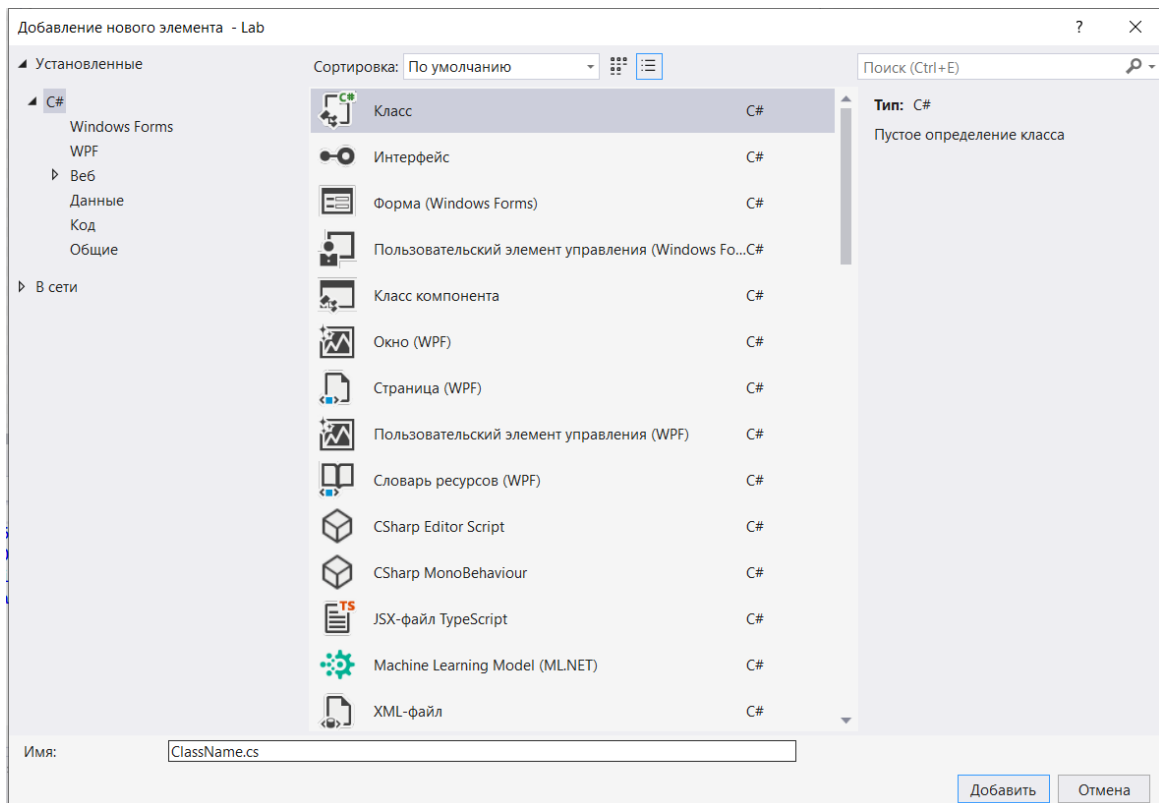 Добавление нового элемента - Lab
?
Установленные
C#
Windows Forms
WPF
Веб
Данные
Код
Общие
В сети
Сортировка: По умолчанию
Класс C#
Интерфейс C#
Форма (Windows Forms) C#
Пользовательский элемент управления (Windows Fo...C#
Класс компонента C#
Окно (WPF) C#
Страница (WPF) C#
Пользовательский элемент управления (WPF) C#
Словарь ресурсов (WPF) C#
CSharp Editor Script C#
CSharp MonoBehaviour C#
JSX-файл TypeScript C#
Machine Learning Model (ML.NET) C#
XML-файл C#
Поиск (Ctrl+E)
Тип: C#
Пустое определение класса
Имя: ClassName.cs
Добавить Отмена